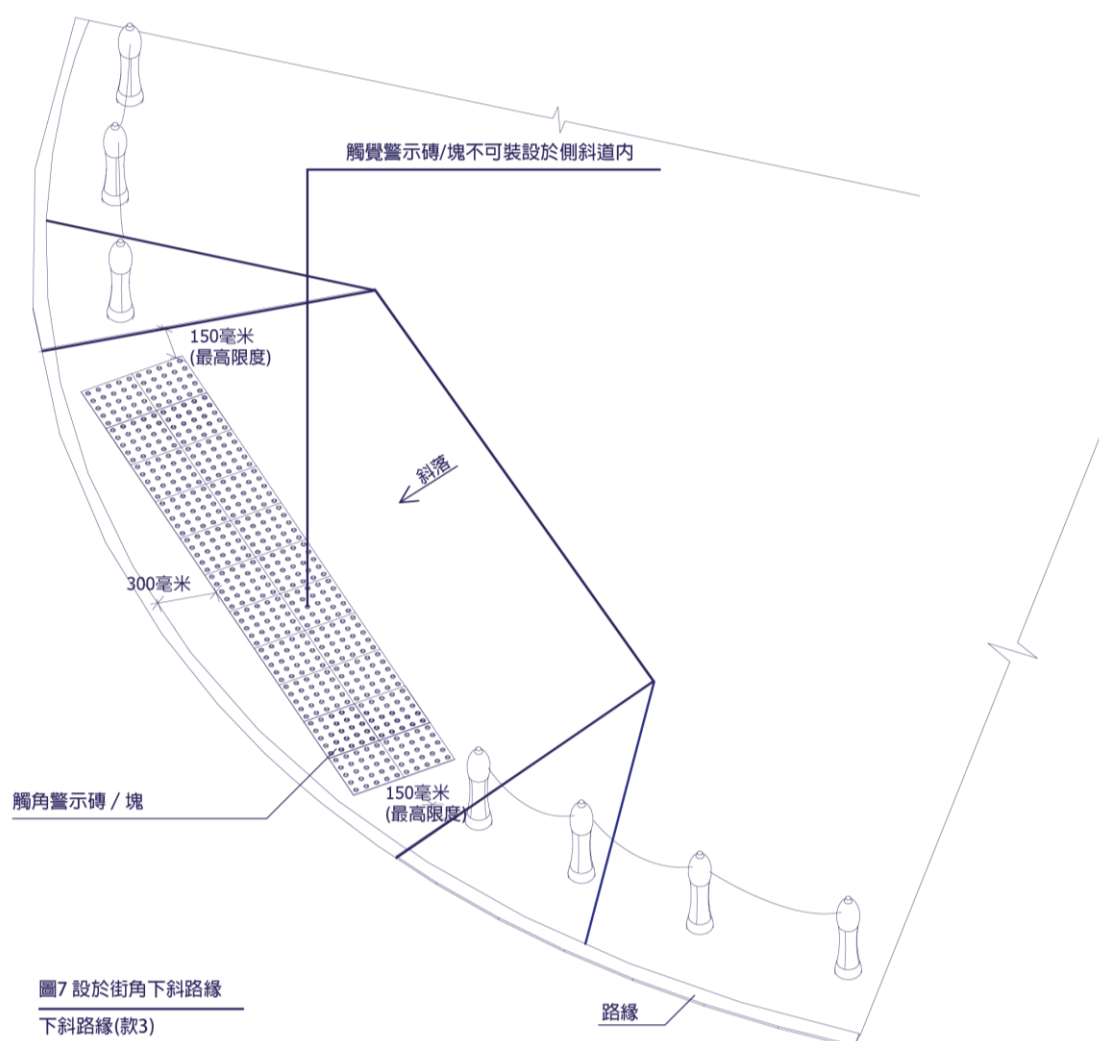 觸覺警示磚/塊不可裝設於側斜道内
150毫米
(最高限度)
斜落
300毫米
觸角警示磚 / 塊
150毫米
(最高限度)
圖7 設於街角下斜路緣
下斜路緣(款3)
路緣